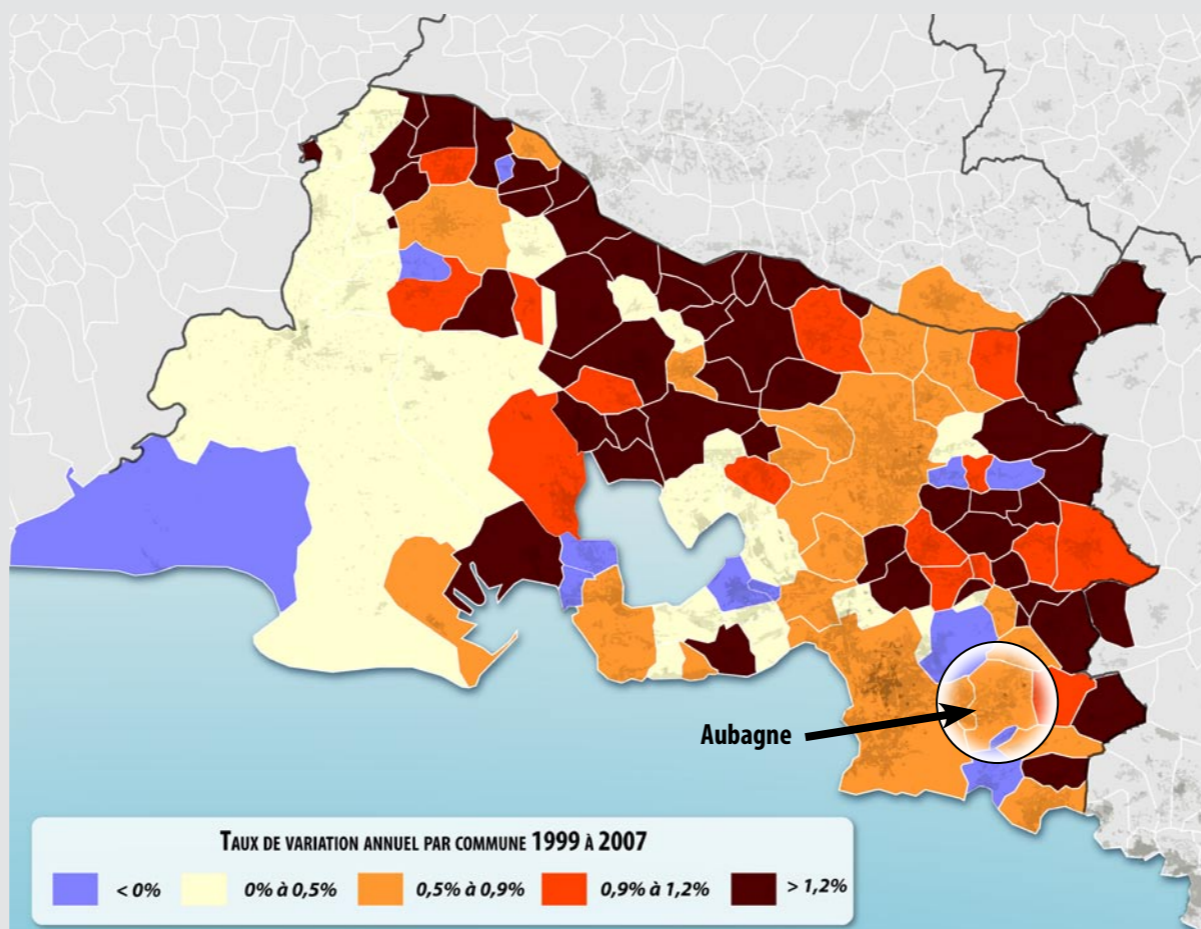 Aubagne
TAUX DE VARIATION ANNUEL PAR COMMUNE 1999 À 2007
< 0% 0% à 0,5% 0,5% à 0,9% 0,9% à 1,2% > 1,2%